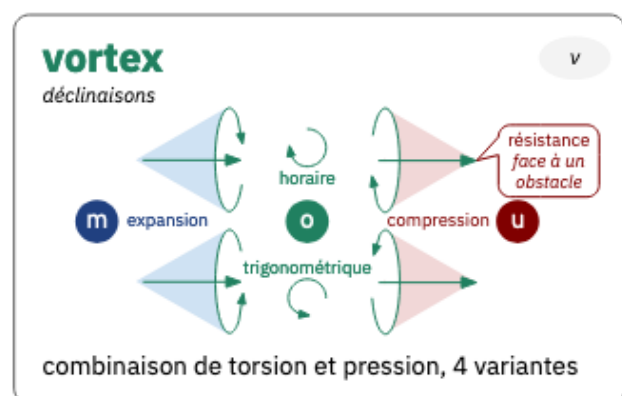 vortex
v
déclinaisons
résistance
face à un
obstacle
horaire
m expansion
o
compression u
trigonométrique
combinaison de torsion et pression, 4 variantes